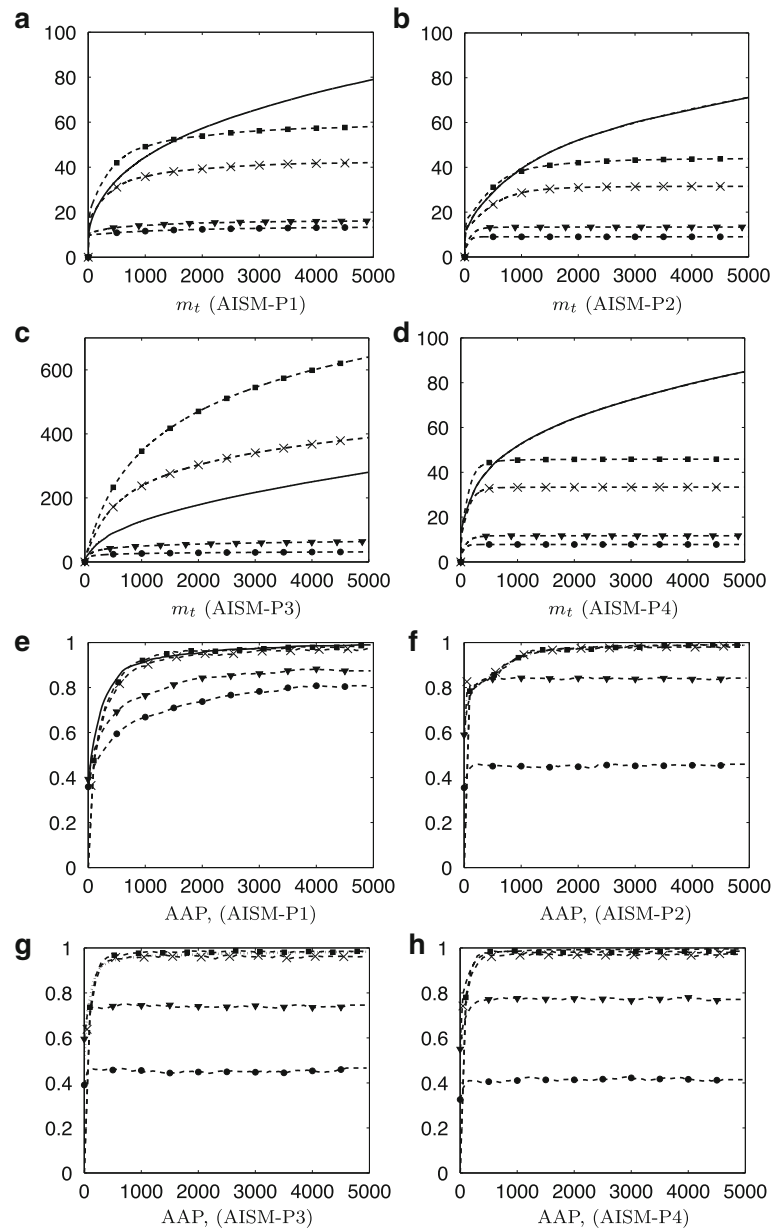 a
b
100
80
60
40
20
0
0 1000 2000 3000 4000 5000
m_t (AISM-P1)
100
80
60
40
20
0
0 1000 2000 3000 4000 5000
m_t (AISM-P2)
c
d
600
400
200
0
0 1000 2000 3000 4000 5000
m_t (AISM-P3)
100
80
60
40
20
0
0 1000 2000 3000 4000 5000
m_t (AISM-P4)
e
f
1
0.8
0.6
0.4
0.2
0
0 1000 2000 3000 4000 5000
AAP, (AISM-P1)
1
0.8
0.6
0.4
0.2
0
0 1000 2000 3000 4000 5000
AAP, (AISM-P2)
g
h
1
0.8
0.6
0.4
0.2
0
0 1000 2000 3000 4000 5000
AAP, (AISM-P3)
1
0.8
0.6
0.4
0.2
0
0 1000 2000 3000 4000 5000
AAP, (AISM-P4)